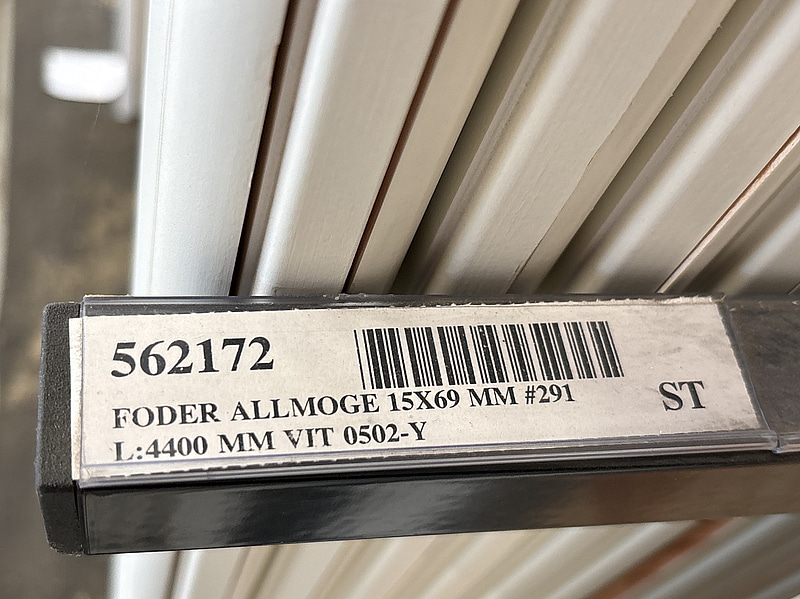 562172
FODER ALLMOGE 15X69 MM #291
L:4400 MM VIT 0502-Y
ST